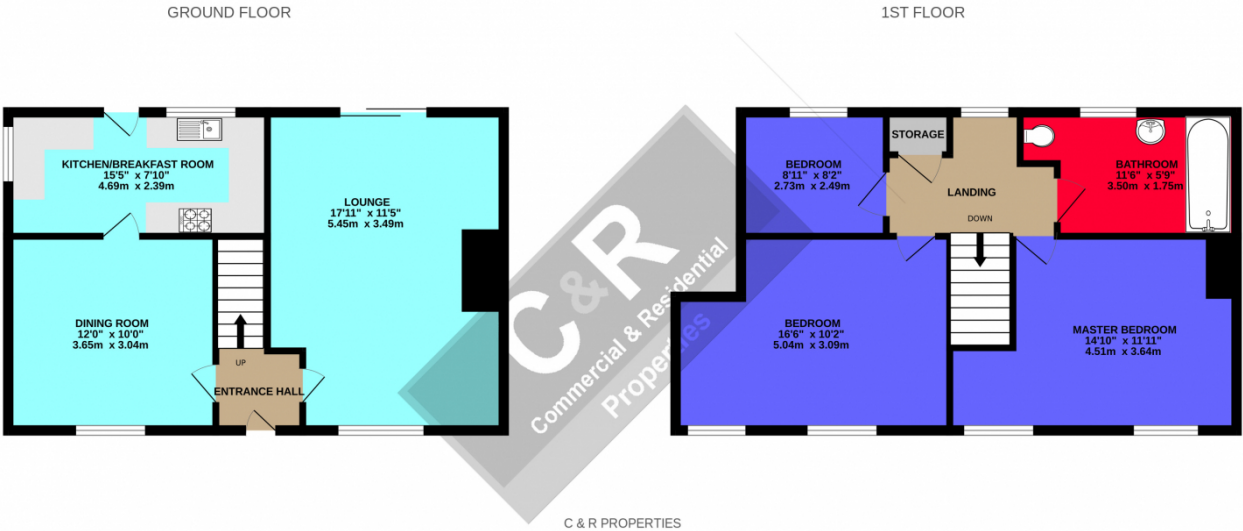 GROUND FLOOR
1ST FLOOR
KITCHEN/BREAKFAST ROOM
15'5" x 7'10"
4.69m x 2.39m
LOUNGE
17'11" x 11'5"
5.45m x 3.49m
DINING ROOM
12'0" x 10'0"
3.65m x 3.04m
UP
ENTRANCE HALL
STORAGE
BEDROOM
8'11" x 8'2"
2.73m x 2.49m
LANDING
DOWN
BATHROOM
11'6" x 5'9"
3.50m x 1.75m
BEDROOM
16'6" x 10'2"
5.04m x 3.09m
MASTER BEDROOM
14'10" x 11'11"
4.51m x 3.64m
C&R
Commercial & Residential
Properties
C & R PROPERTIES